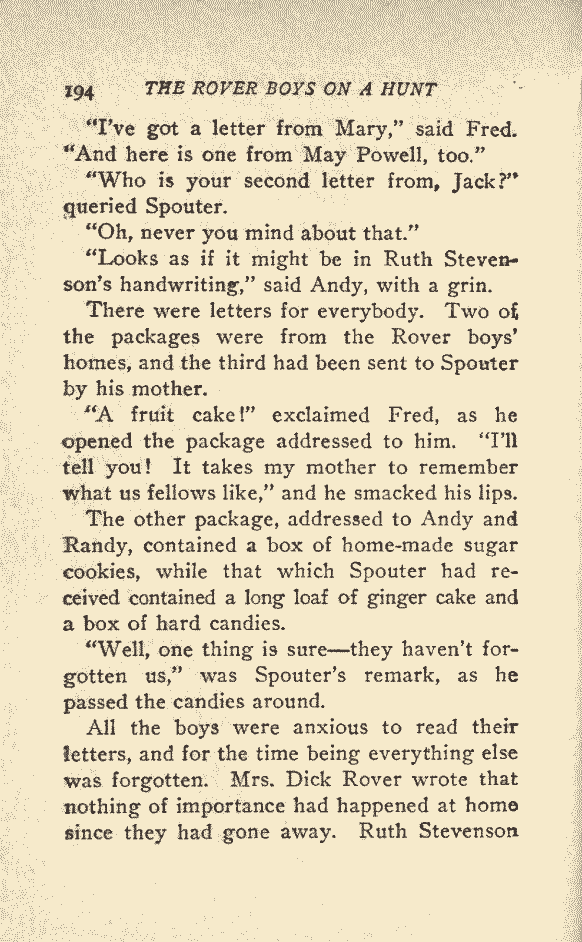 194 THE ROVER BOYS ON A HUNT
"I've got a letter from Mary," said Fred.
"And here is one from May Powell, too."
"Who is your second letter from, Jack?"
queried Spouter.
"Oh, never you mind about that."
"Looks as if it might be in Ruth Steven-
son's handwriting," said Andy, with a grin.
There were letters for everybody. Two of
the packages were from the Rover boys'
homes, and the third had been sent to Spouter
by his mother.
"A fruit cake!" exclaimed Fred, as he
opened the package addressed to him. "I'll
tell you! It takes my mother to remember
what us fellows like," and he smacked his lips.
The other package, addressed to Andy and
Randy, contained a box of home-made sugar
cookies, while that which Spouter had re-
ceived contained a long loaf of ginger cake and
a box of hard candies.
"Well, one thing is sure—they haven't for-
gotten us," was Spouter's remark, as he
passed the candies around.
All the boys were anxious to read their
letters, and for the time being everything else
was forgotten. Mrs. Dick Rover wrote that
nothing of importance had happened at home
since they had gone away. Ruth Stevenson